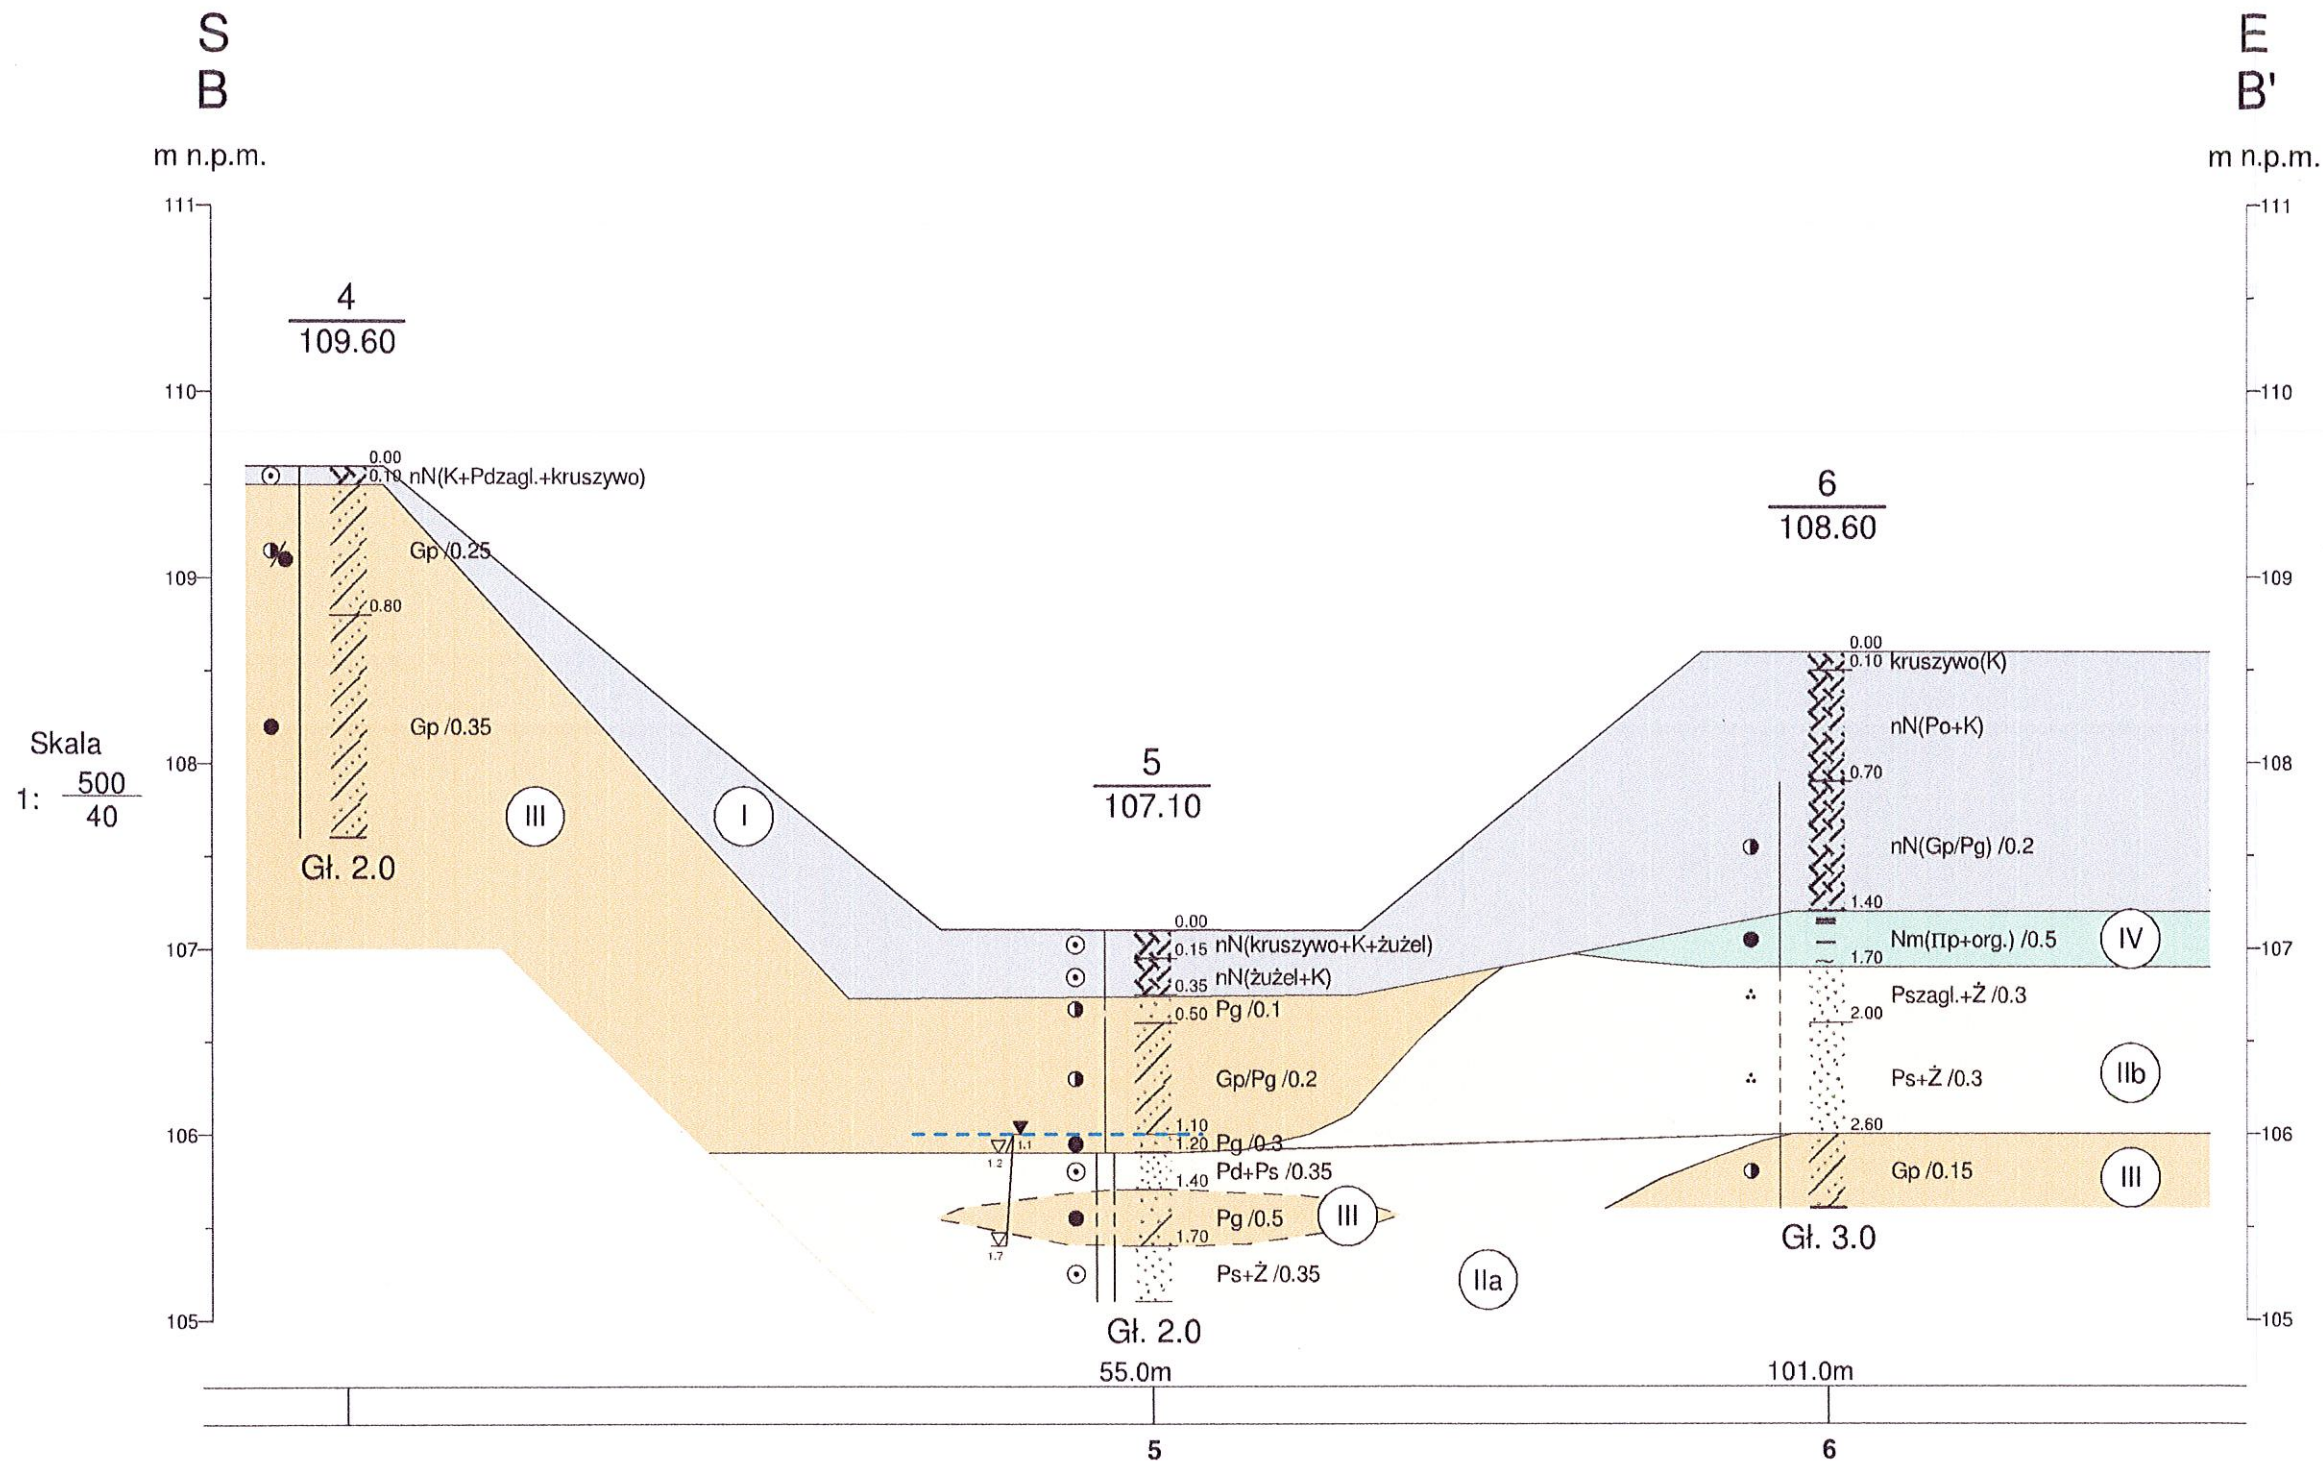 S
E
B
B'
m n.p.m.
m n.p.m.
111
111
4
109.60
110
110
0.00
0.10 nN(K+Pdzagl.+kruszywo)
6
108.60
Gp /0.25
109
109
0.80
0.00
0.10 kruszywo(K)
Gp /0.35
nN(Po+K)
Skala
1: 500
40
108
108
5
107.10
0.70
III
I
nN(Gp/Pg) /0.2
Gł. 2.0
1.40
0.00
0.15 nN(kruszywo+K+żużel)
107
107
Nm(Πp+org.) /0.5
IV
1.70
nN(żużel+K)
0.35
Pszagl.+Ż /0.3
Pg /0.1
0.50
2.00
Gp/Pg /0.2
Ps+Ż /0.3
IIb
1.10
2.60
106
106
1.1
1.20 Pg /0.3
1.2
Pd+Ps /0.35
Gp /0.15
III
1.40
Pg /0.5
III
1.70
1.7
Gł. 3.0
Ps+Ż /0.35
IIa
105
105
Gł. 2.0
55.0m
101.0m
5
6